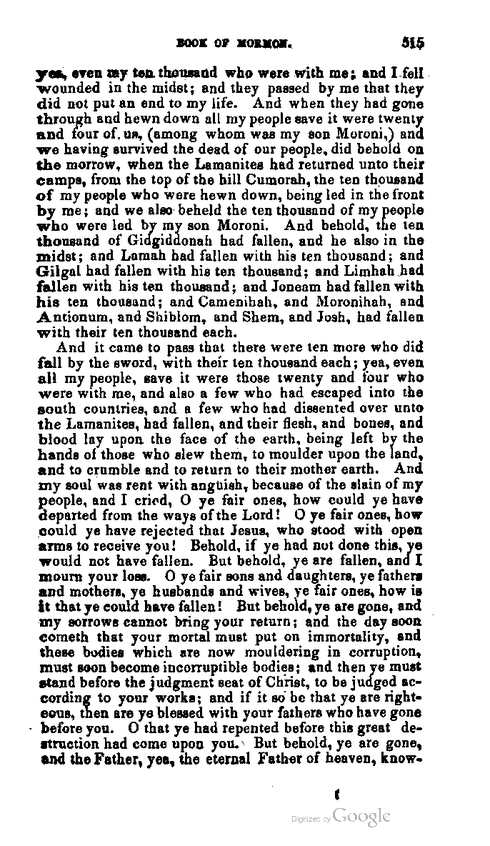 BOOK OF MORMON. 515
yea, even my ten thousand who were with me; and I fell
wounded in the midst; and they passed by me that they
did not put an end to my life. And when they had gone
through and hewn down all my people save it were twenty
and four of us, (among whom was my son Moroni,) and
we having survived the dead of our people, did behold on
the morrow, when the Lamanites had returned unto their
camps, from the top of the hill Cumorah, the ten thousand
of my people who were hewn down, being led in the front
by me; and we also beheld the ten thousand of my people
who were led by my son Moroni. And behold, the ten
thousand of Gidgiddonah had fallen, and he also in the
midst; and Lamah had fallen with his ten thousand; and
Gilgal had fallen with his ten thousand; and Limhah had
fallen with his ten thousand; and Joneam had fallen with
his ten thousand; and Camenihah, and Moronihah, and
Antionum, and Shiblom, and Shem, and Josh, had fallen
with their ten thousand each.
And it came to pass that there were ten more who did
fall by the sword, with their ten thousand each; yea, even
all my people, save it were those twenty and four who
were with me, and also a few who had escaped into the
south countries, and a few who had dissented over unto
the Lamanites, had fallen, and their flesh, and bones, and
blood lay upon the face of the earth, being left by the
hands of those who slew them, to moulder upon the land,
and to crumble and to return to their mother earth. And
my soul was rent with anguish, because of the slain of my
people, and I cried, O ye fair ones, how could ye have
departed from the ways of the Lord! O ye fair ones, how
could ye have rejected that Jesus, who stood with open
arms to receive you! Behold, if ye had not done this, ye
would not have fallen. But behold, ye are fallen, and I
mourn your loss. O ye fair sons and daughters, ye fathers
and mothers, ye husbands and wives, ye fair ones, how is
it that ye could have fallen! But behold, ye are gone, and
my sorrows cannot bring your return; and the day soon
cometh that your mortal must put on immortality, and
these bodies which are now mouldering in corruption,
must soon become incorruptible bodies; and then ye must
stand before the judgment seat of Christ, to be judged ac-
cording to your works; and if it so be that ye are right-
eous, then are ye blessed with your fathers who have gone
before you. O that ye had repented before this great de-
struction had come upon you. But behold, ye are gone,
and the Father, yea, the eternal Father of heaven, know-
Digitized by Google